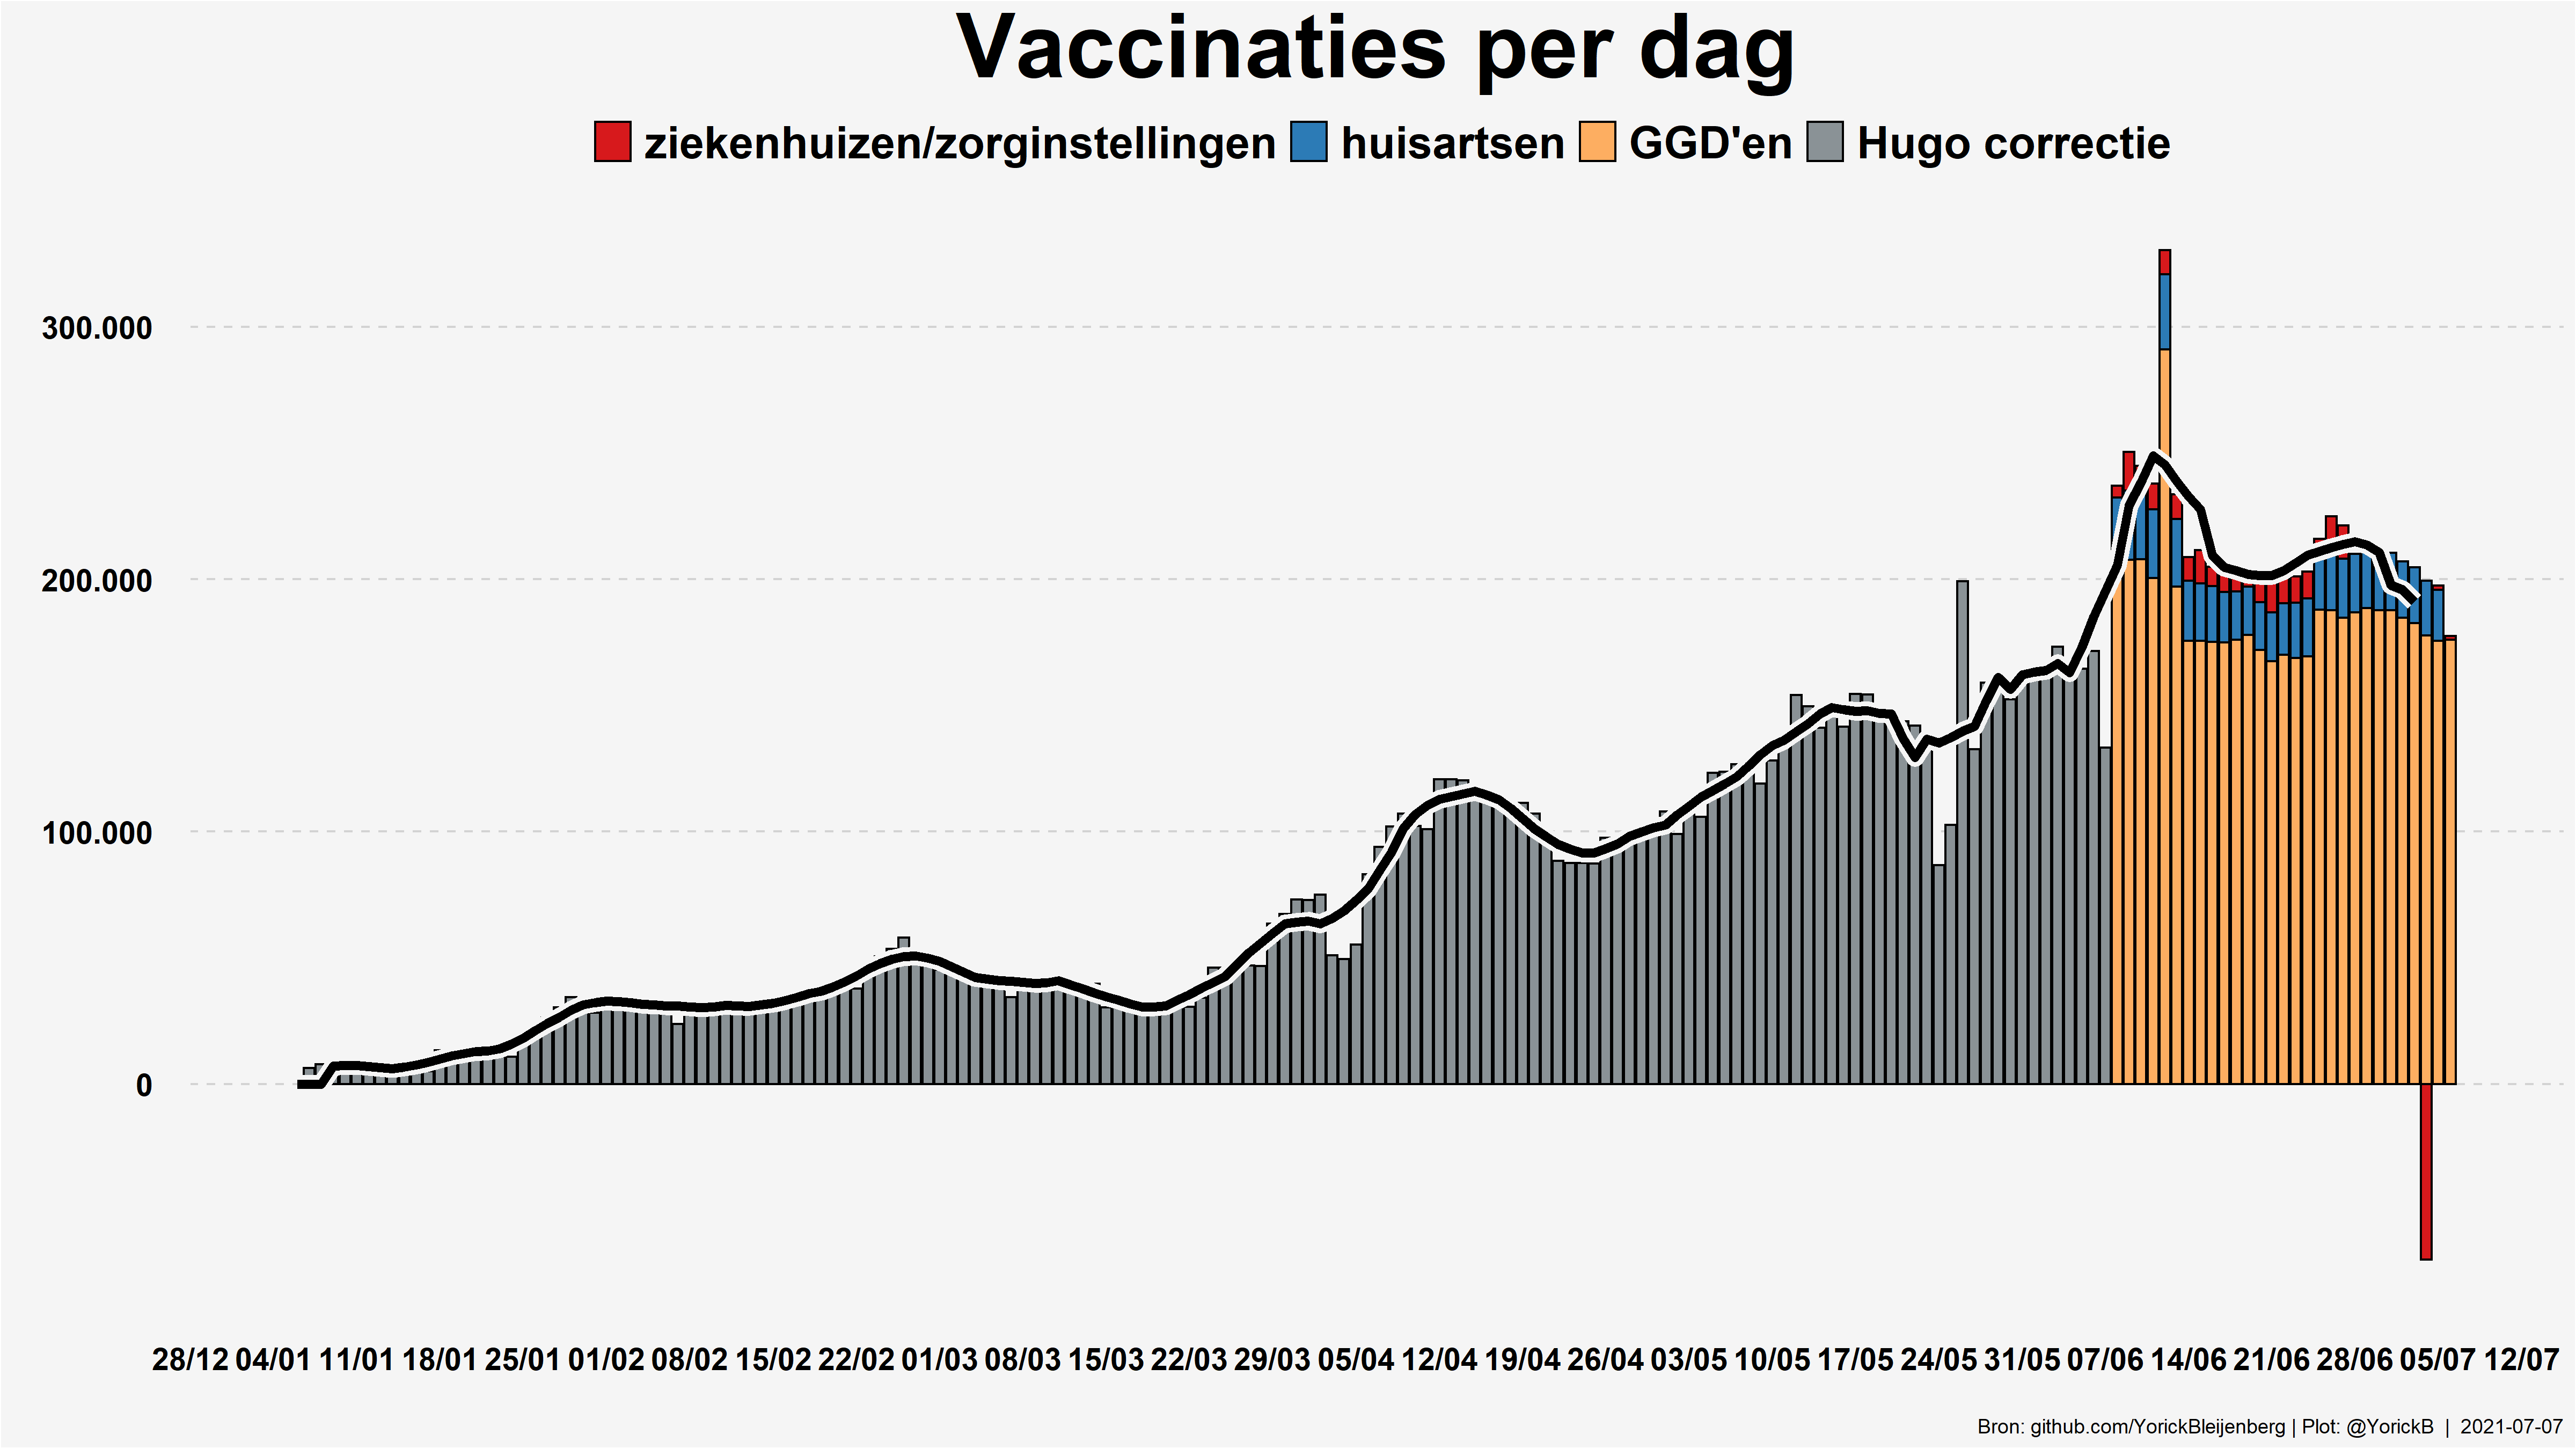 Vaccinaties per dag
ziekenhuizen/zorginstellingen huisartsen GGD'en Hugo correctie
300.000
200.000
100.000
0
28/12 04/01 11/01 18/01 25/01 01/02 08/02 15/02 22/02 01/03 08/03 15/03 22/03 29/03 05/04 12/04 19/04 26/04 03/05 10/05 17/05 24/05 31/05 07/06 14/06 21/06 28/06 05/07 12/07
Bron: github.com/YorickBleijenberg | Plot: @YorickB | 2021-07-07